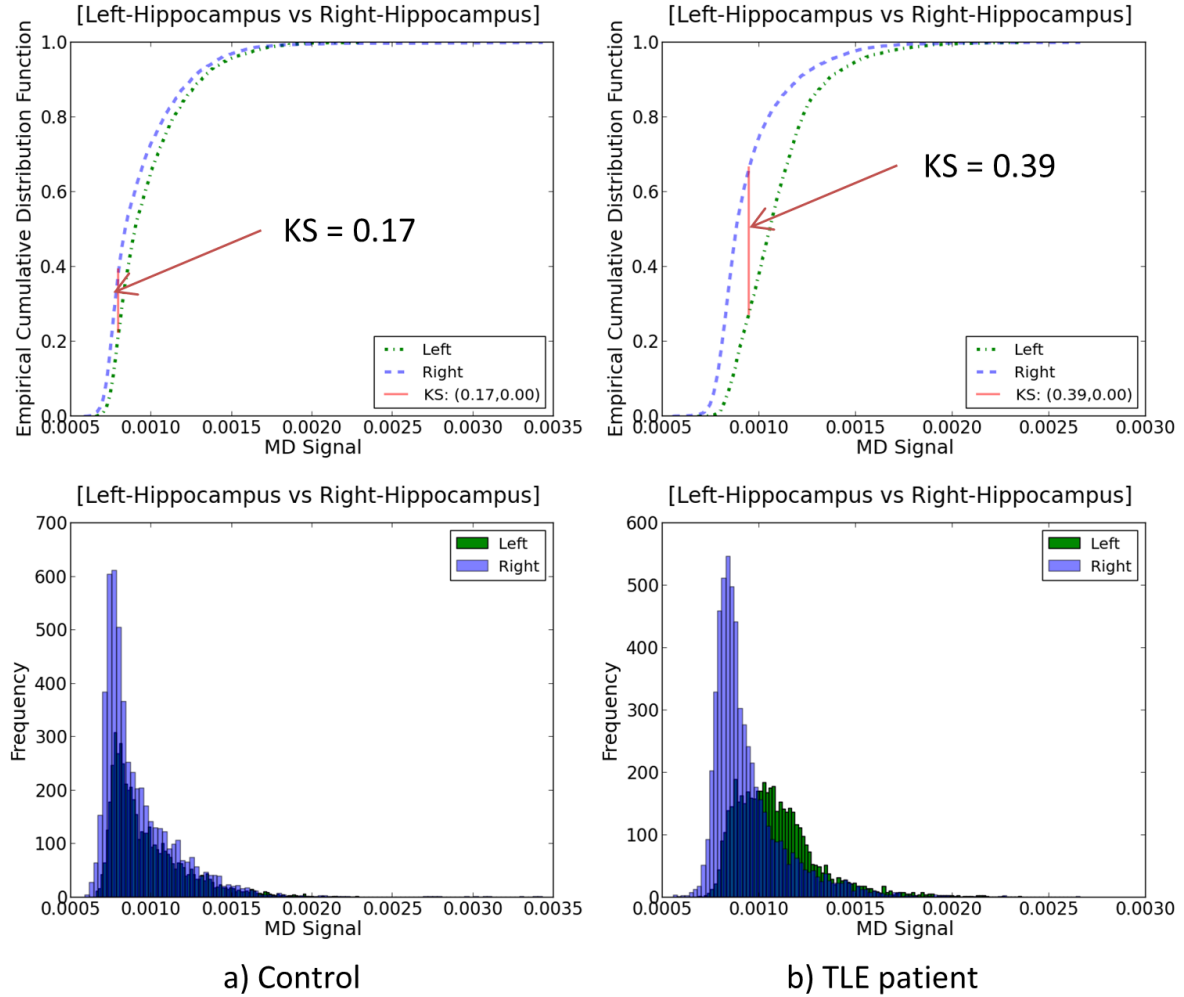 [Left-Hippocampus vs Right-Hippocampus]
Empirical Cumulative Distribution Function
1.0
0.8
0.6
0.4
0.2
0.0
KS = 0.17
Left
Right
KS: (0.17,0.00)
0.0005 0.0010 0.0015 0.0020 0.0025 0.0030 0.0035
MD Signal
[Left-Hippocampus vs Right-Hippocampus]
Empirical Cumulative Distribution Function
1.0
0.8
0.6
0.4
0.2
0.0
KS = 0.39
Left
Right
KS: (0.39,0.00)
0.0005 0.0010 0.0015 0.0020 0.0025 0.0030
MD Signal
[Left-Hippocampus vs Right-Hippocampus]
Frequency
700
600
500
400
300
200
100
0
Left
Right
0.0005 0.0010 0.0015 0.0020 0.0025 0.0030 0.0035
MD Signal
[Left-Hippocampus vs Right-Hippocampus]
Frequency
600
500
400
300
200
100
0
Left
Right
0.0005 0.0010 0.0015 0.0020 0.0025 0.0030
MD Signal
a) Control
b) TLE patient